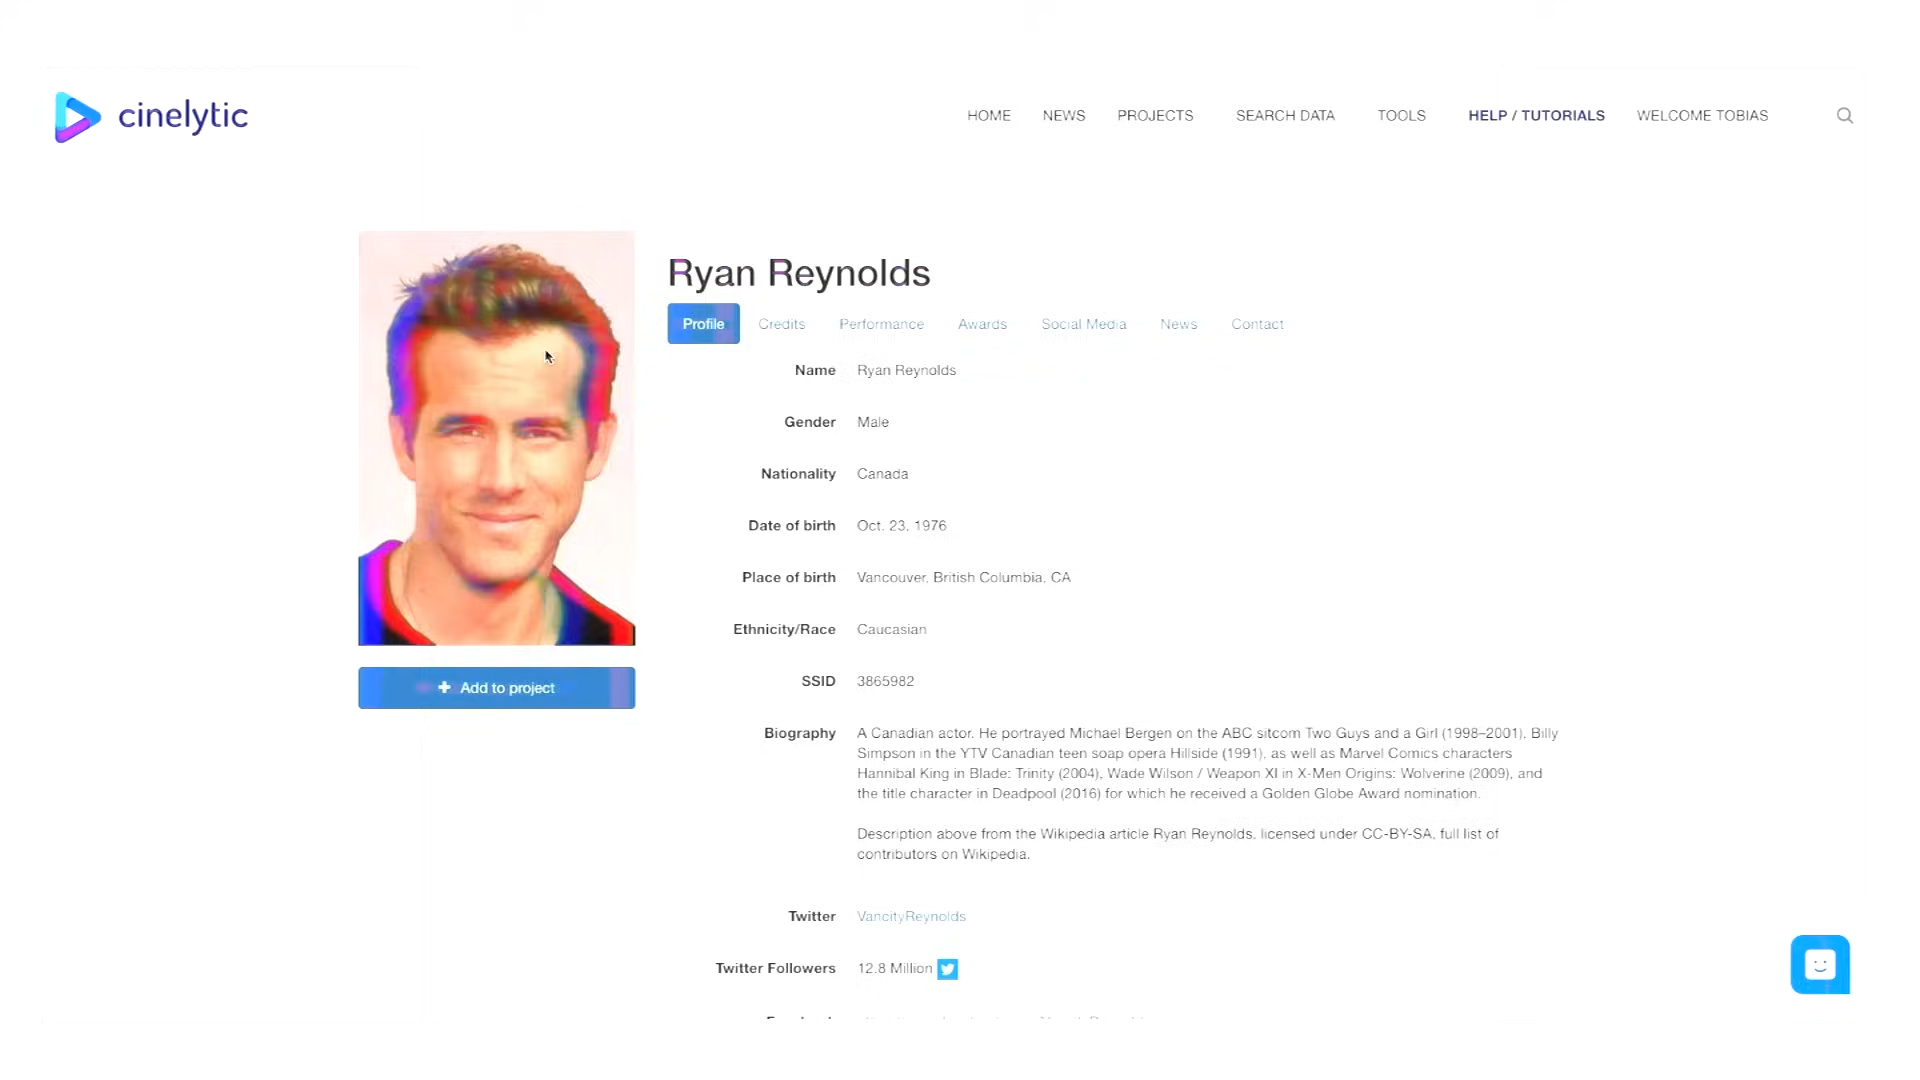 cinelytic
HOME NEWS PROJECTS SEARCH DATA TOOLS HELP / TUTORIALS WELCOME TOBIAS
Ryan Reynolds
Profile Credits Performance Awards Social Media News Contact
Name Ryan Reynolds
Gender Male
Nationality Canada
Date of birth Oct. 23, 1976
Place of birth Vancouver, British Columbia, CA
Ethnicity/Race Caucasian
SSID 3865982
Add to project
Biography A Canadian actor. He portrayed Michael Bergen on the ABC sitcom Two Guys and a Girl (1998–2001), Billy
Simpson in the YTV Canadian teen soap opera Hillside (1991), as well as Marvel Comics characters
Hannibal King in Blade: Trinity (2004), Wade Wilson / Weapon XI in X-Men Origins: Wolverine (2009), and
the title character in Deadpool (2016) for which he received a Golden Globe Award nomination.
Description above from the Wikipedia article Ryan Reynolds, licensed under CC-BY-SA, full list of
contributors on Wikipedia.
Twitter VancityReynolds
Twitter Followers 12.8 Million